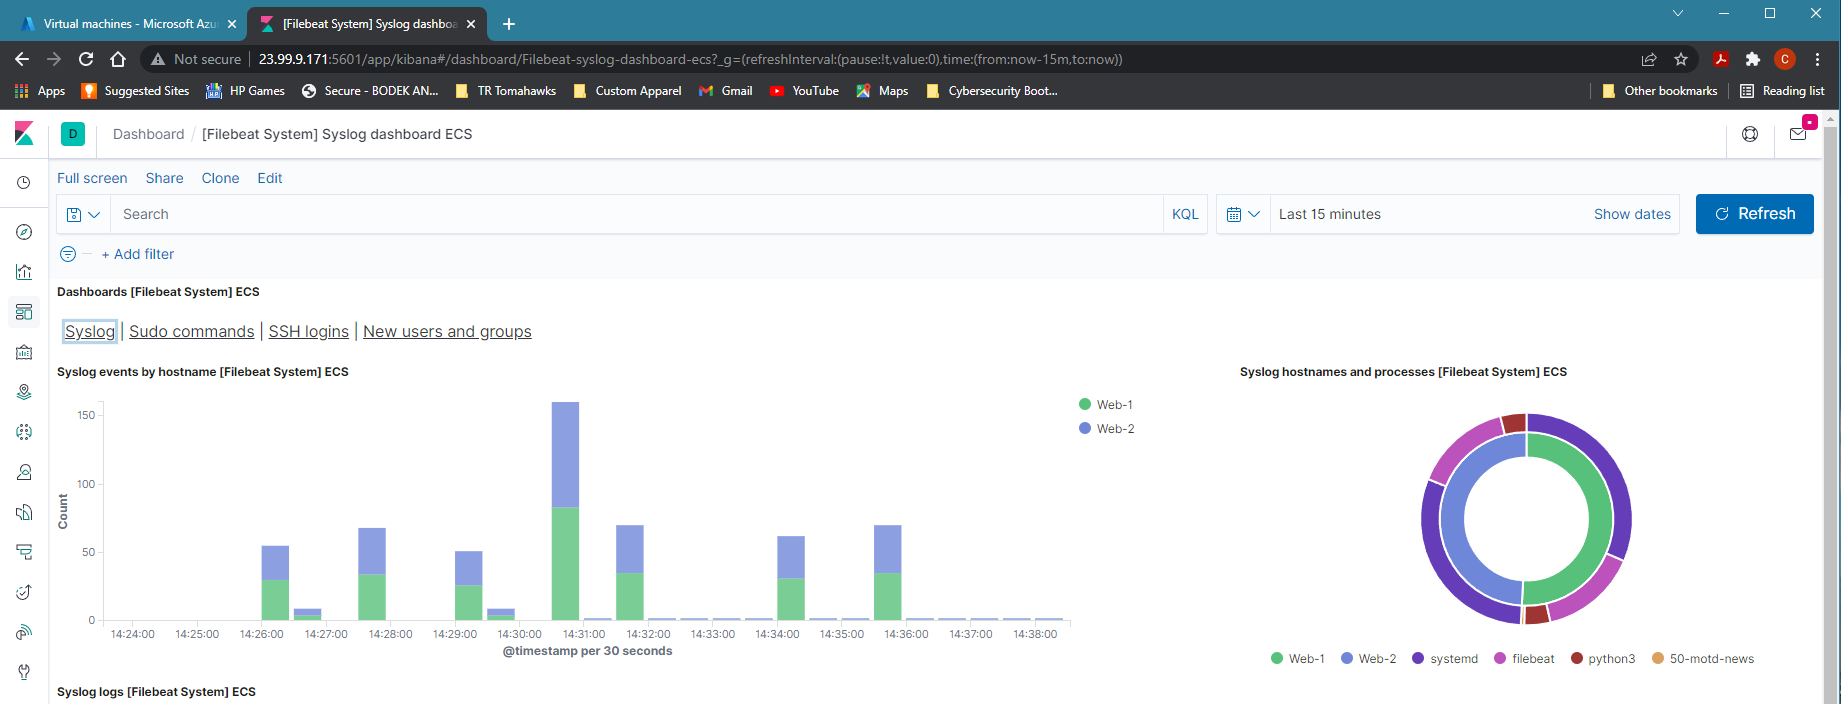 Virtual machines - Microsoft Azu
[Filebeat System] Syslog dashboa
Not secure
23.99.9.171:5601/app/kibana#/dashboard/Filebeat-syslog-dashboard-ecs?_g=(refreshInterval:(pause:!t,value:0),time:(from:now-15m,to:now))
C
Apps
Suggested Sites
HP Games
Secure - BODEK AN...
TR Tomahawks
Custom Apparel
Gmail
YouTube
Maps
Cybersecurity Boot...
Other bookmarks
Reading list
D
Dashboard / [Filebeat System] Syslog dashboard ECS
Full screen
Share
Clone
Edit
Search
KQL
Last 15 minutes
Show dates
Refresh
+ Add filter
Dashboards [Filebeat System] ECS
Syslog | Sudo commands | SSH logins | New users and groups
Syslog events by hostname [Filebeat System] ECS
150
100
50
0
Count
14:24:00 14:25:00 14:26:00 14:27:00 14:28:00 14:29:00 14:30:00 14:31:00 14:32:00 14:33:00 14:34:00 14:35:00 14:36:00 14:37:00 14:38:00
@timestamp per 30 seconds
Web-1
Web-2
Syslog hostnames and processes [Filebeat System] ECS
Web-1 Web-2 systemd filebeat python3 50-motd-news
Syslog logs [Filebeat System] ECS